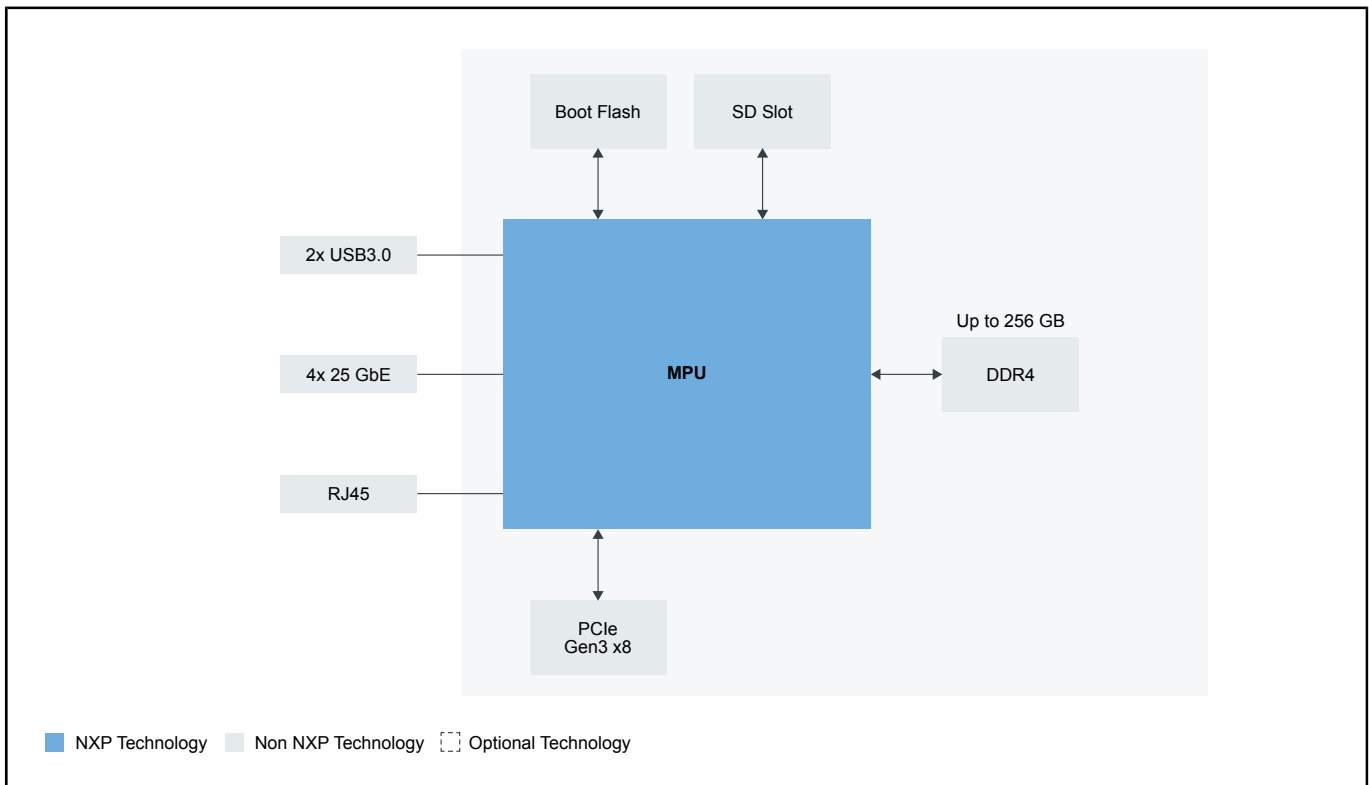 Boot Flash
SD Slot
2x USB3.0
Up to 256 GB
4x 25 GbE
MPU
DDR4
RJ45
PCIe
Gen3 x8
NXP Technology
Non NXP Technology
Optional Technology